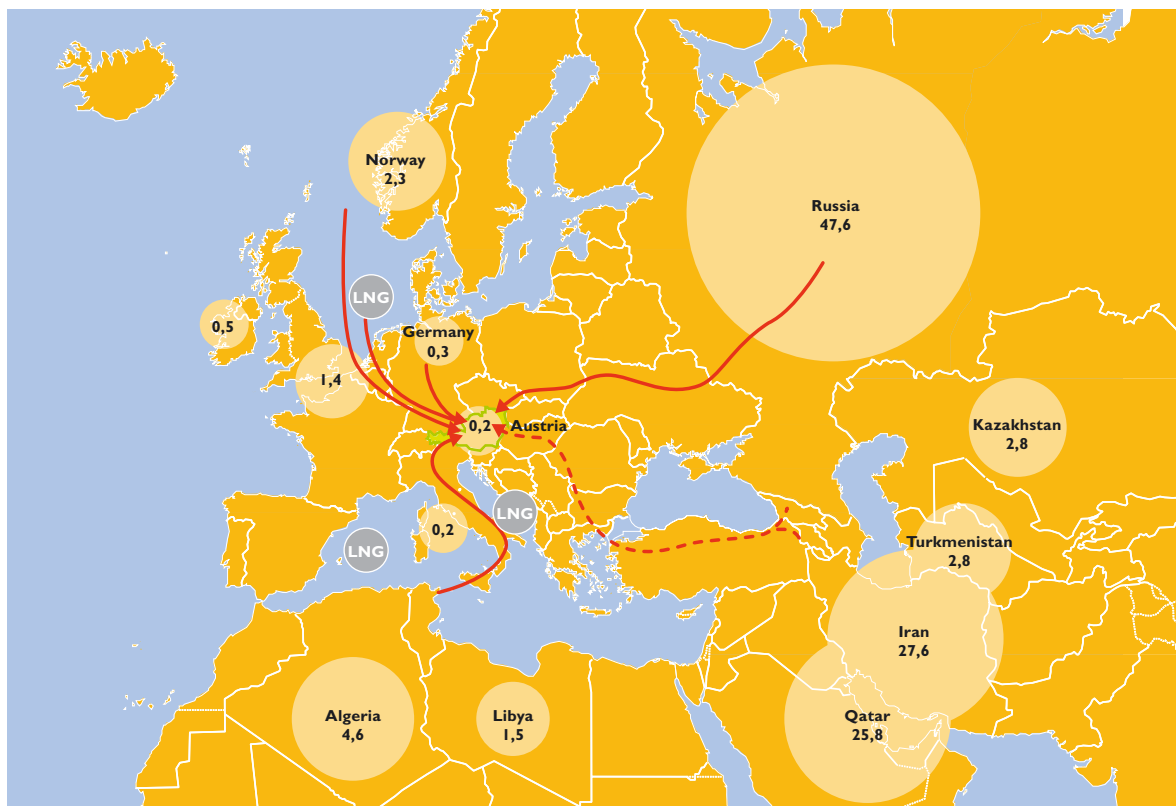 Norway
2,3
Russia
47,6
LNG
0,5
Germany
0,3
1,4
0,2
Austria
Kazakhstan
2,8
LNG
0,2
LNG
Turkmenistan
2,8
Iran
27,6
Algeria
4,6
Libya
1,5
Qatar
25,8